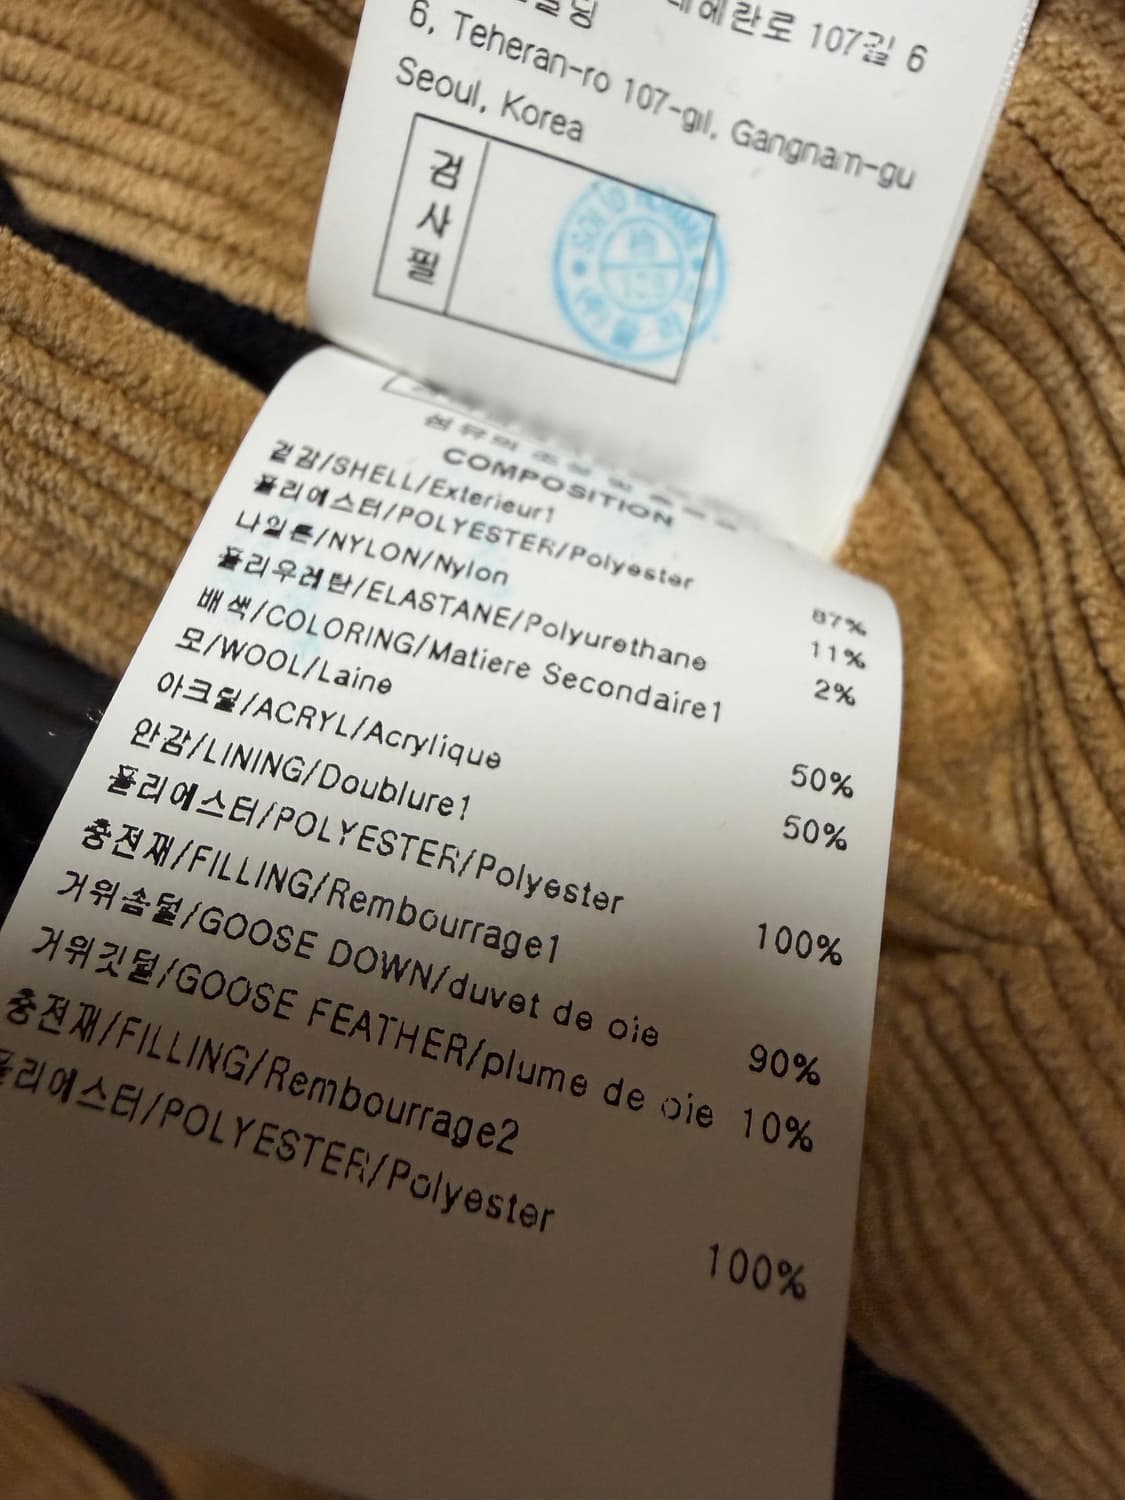 테헤란로 107길 6
6, Teheran-ro 107-gil, Gangnam-gu
Seoul, Korea
검사필
COMPOSITION
겉감/SHELL/Exterieur1
폴리에스터/POLYESTER/Polyester 87%
나일론/NYLON/Nylon 11%
폴리우레탄/ELASTANE/Polyurethane 2%
배색/COLORING/Matiere Secondaire1
모/WOOL/Laine 50%
아크릴/ACRYL/Acrylique 50%
안감/LINING/Doublure1
폴리에스터/POLYESTER/Polyester 100%
충전재/FILLING/Rembourrage1
거위솜털/GOOSE DOWN/duvet de oie 90%
거위깃털/GOOSE FEATHER/plume de oie 10%
충전재/FILLING/Rembourrage2
폴리에스터/POLYESTER/Polyester 100%